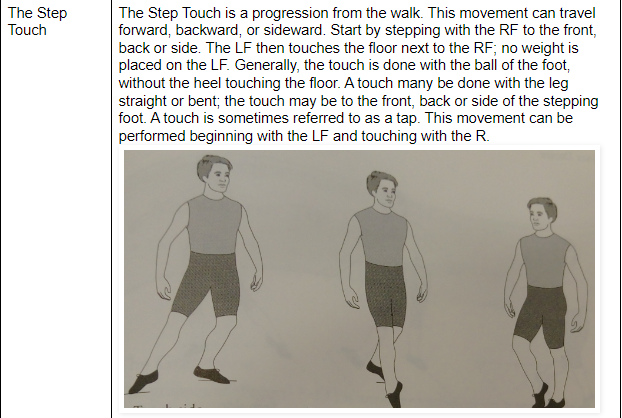 The Step
Touch
The Step Touch is a progression from the walk. This movement can travel
forward, backward, or sideward. Start by stepping with the RF to the front,
back or side. The LF then touches the floor next to the RF; no weight is
placed on the LF. Generally, the touch is done with the ball of the foot,
without the heel touching the floor. A touch many be done with the leg
straight or bent; the touch may be to the front, back or side of the stepping
foot. A touch is sometimes referred to as a tap. This movement can be
performed beginning with the LF and touching with the R.